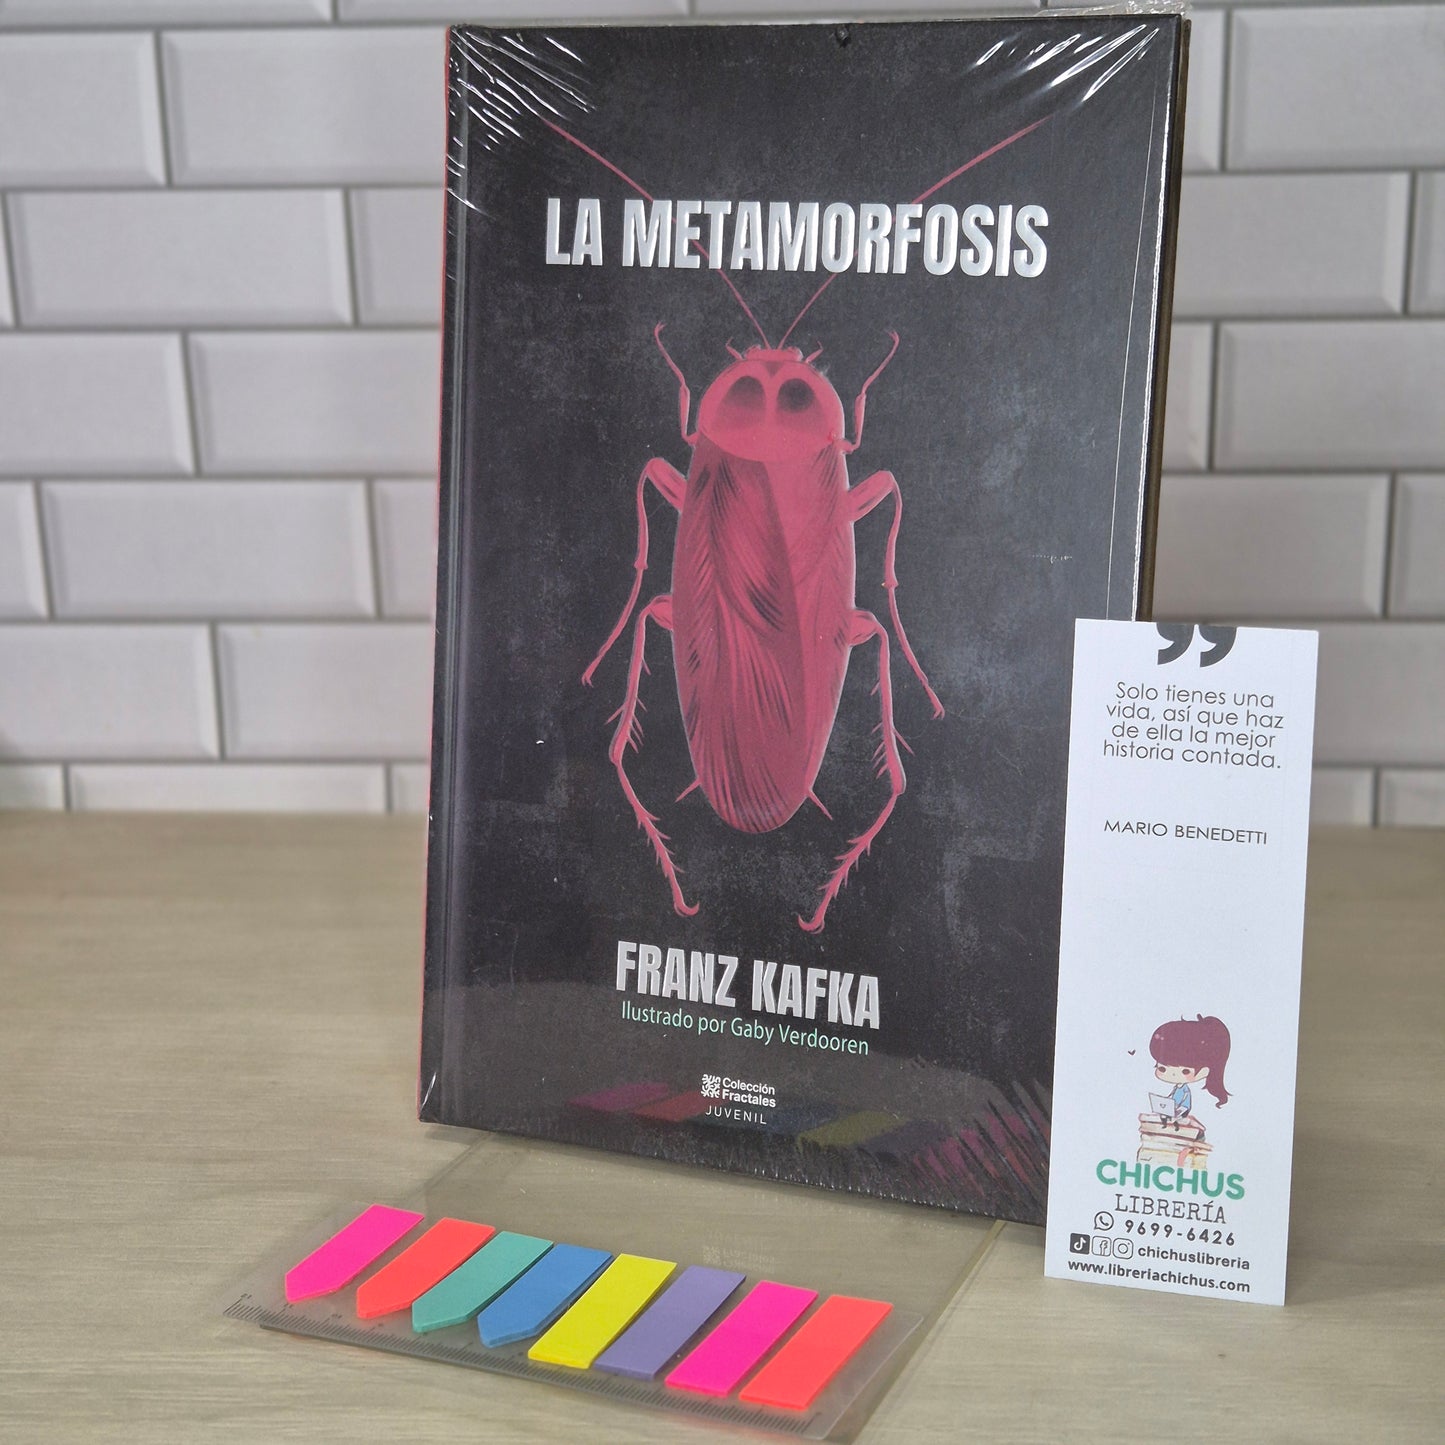 LA METAMORFOSIS
FRANZ KAFKA
Ilustrado por Gaby Verdooren
Colección
Fractales
JUVENIL
”
Solo tienes una
vida, así que haz
de ella la mejor
historia contada.
MARIO BENEDETTI
CHICHUS
LIBRERÍA
9699-6426
chichuslibreria
www.libreriachichus.com